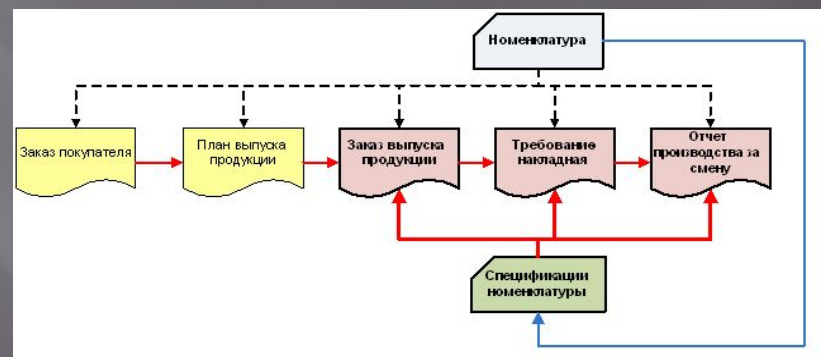 Номенклатура
Заказ покупателя
План выпуска
продукции
Заказ выпуска
продукции
Требование
накладная
Отчет
производства за
смену
Спецификации
номенклатуры